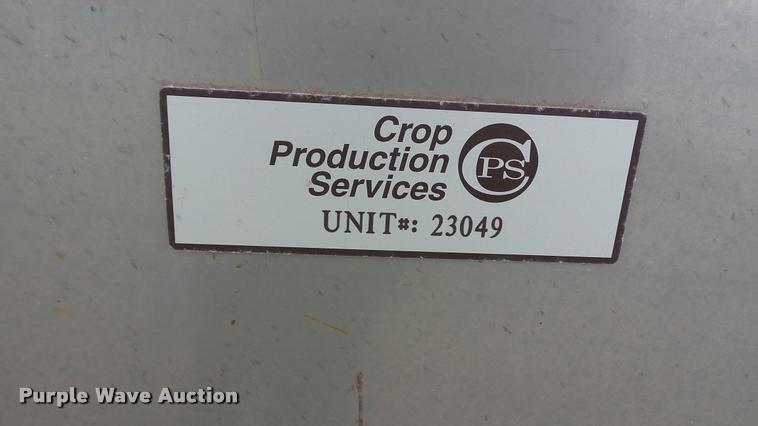 Crop
Production
Services
CPS
UNIT#: 23049
Purple Wave Auction